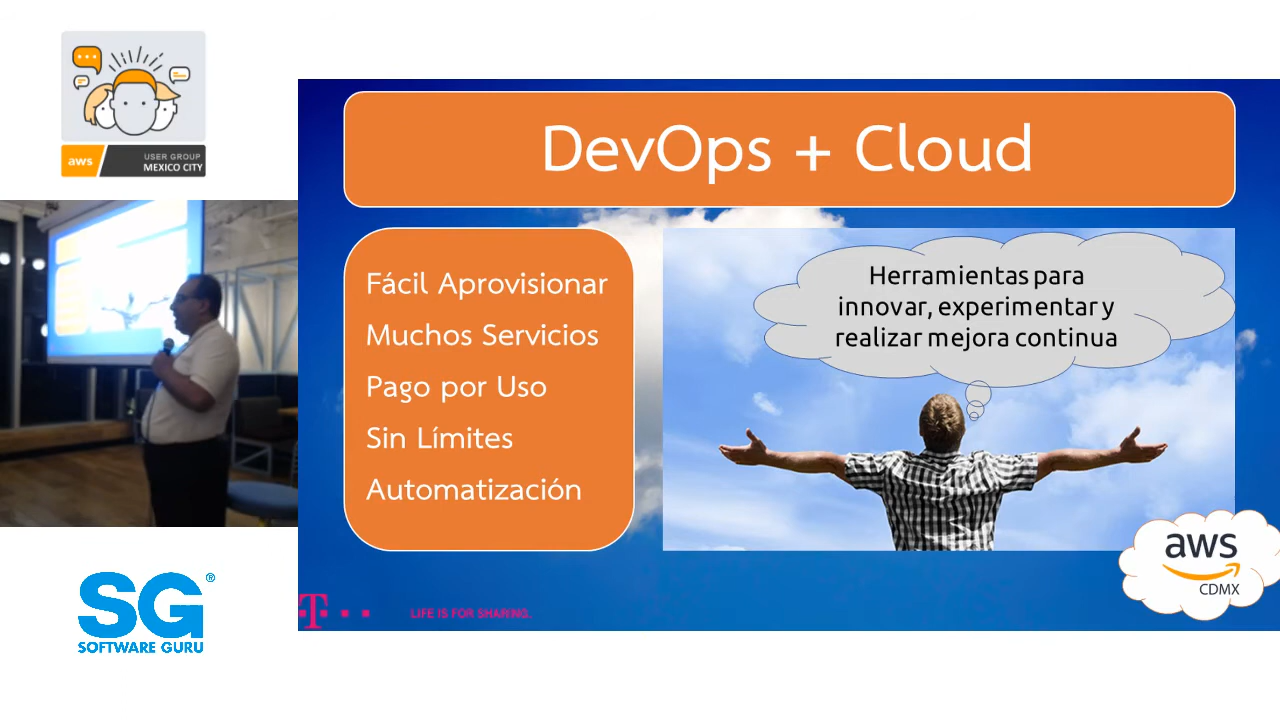 aws
USER GROUP
MEXICO CITY
DevOps + Cloud
Fácil Aprovisionar
Muchos Servicios
Pago por Uso
Sin Límites
Automatización
Herramientas para
innovar, experimentar y
realizar mejora continua
aws
CDMX
T
LIFE IS FOR SHARING.
SG®
SOFTWARE GURU